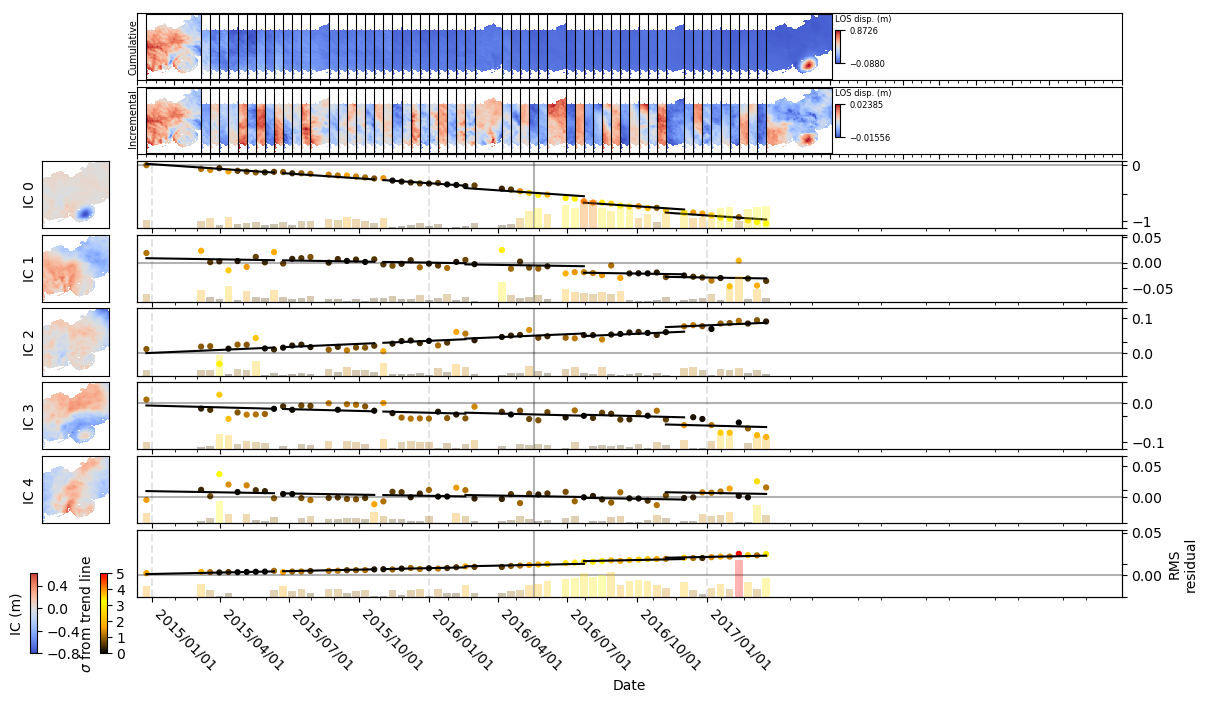 Cumulative
LOS disp. (m)
0.8726
−0.0880
Incremental
LOS disp. (m)
0.02385
−0.01556
IC 0
0
−1
IC 1
0.05
0.00
−0.05
IC 2
0.1
0.0
IC 3
0.0
−0.1
IC 4
0.05
0.00
0.05
0.00
RMS
residual
IC (m)
0.4
0.0
−0.4
−0.8
σ from trend line
5
4
3
2
1
0
2015/01/01
2015/04/01
2015/07/01
2015/10/01
2016/01/01
2016/04/01
2016/07/01
2016/10/01
2017/01/01
Date